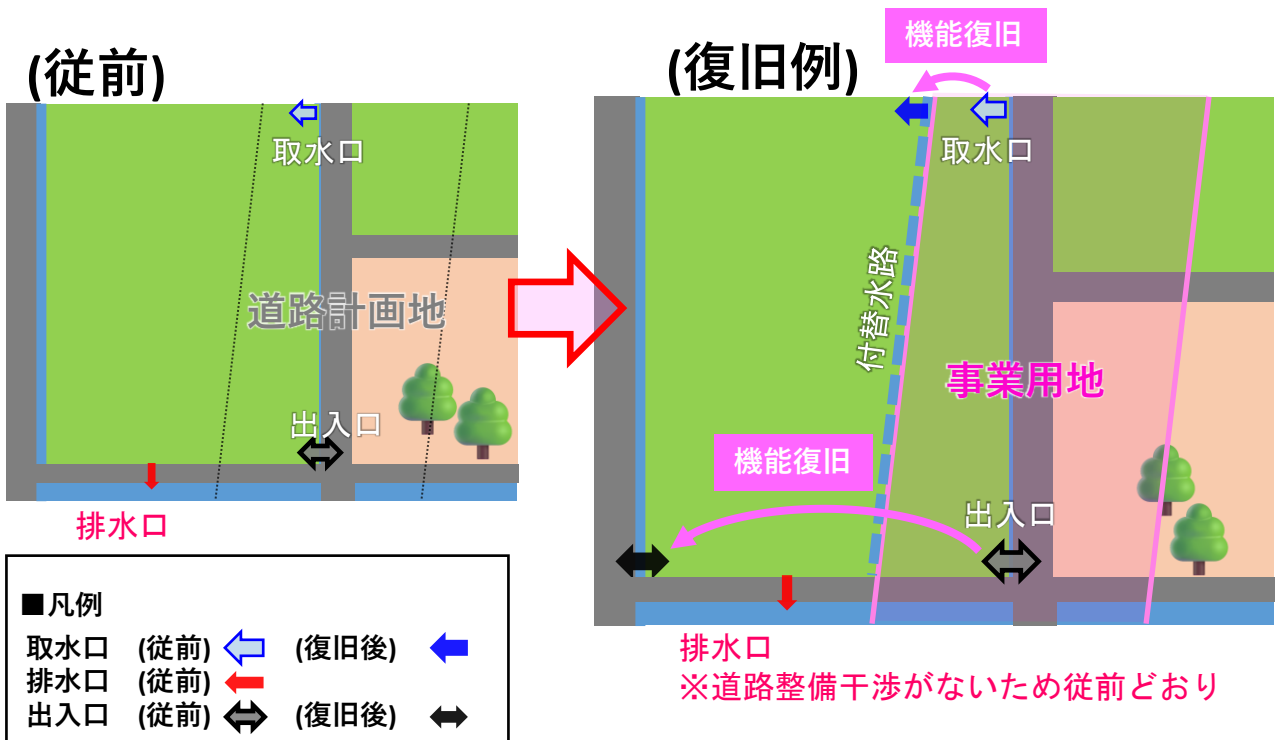 (従前)
取水口
道路計画地
出入口
排水口
■凡例
取水口 (従前) (復旧後)
排水口 (従前)
出入口 (従前) (復旧後)
(復旧例)
機能復旧
取水口
付替水路
事業用地
機能復旧
出入口
排水口
※道路整備干渉がないため従前どおり